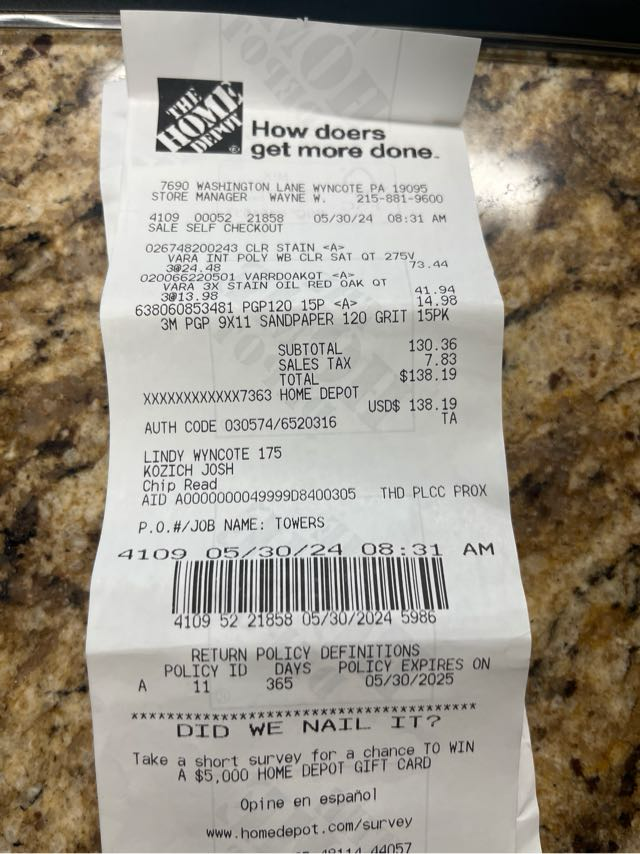 THE
HOME
DEPOT
How doers
get more done.
7690 WASHINGTON LANE WYNCOTE PA 19095
STORE MANAGER WAYNE W. 215-881-9600
4109 00052 21858 05/30/24 08:31 AM
SALE SELF CHECKOUT
026748200243 CLR STAIN <A>
VARA INT POLY WB CLR SAT QT 275V
3@24.48 73.44
020066220501 VARRDOAKQT <A>
VARA 3X STAIN OIL RED OAK QT
3@13.98 41.94
638060853481 PGP120 15P <A> 14.98
3M PGP 9X11 SANDPAPER 120 GRIT 15PK
SUBTOTAL 130.36
SALES TAX 7.83
TOTAL $138.19
XXXXXXXXXXXX7363 HOME DEPOT
USD$ 138.19
AUTH CODE 030574/6520316 TA
LINDY WYNCOTE 175
KOZICH JOSH
Chip Read
AID A0000000049999D8400305 THD PLCC PROX
P.O.#/JOB NAME: TOWERS
4109 05/30/24 08:31 AM
4109 52 21858 05/30/2024 5986
RETURN POLICY DEFINITIONS
POLICY ID DAYS POLICY EXPIRES ON
A 11 365 05/30/2025
DID WE NAIL IT?
Take a short survey for a chance TO WIN
A $5,000 HOME DEPOT GIFT CARD
Opine en español
www.homedepot.com/survey
44057